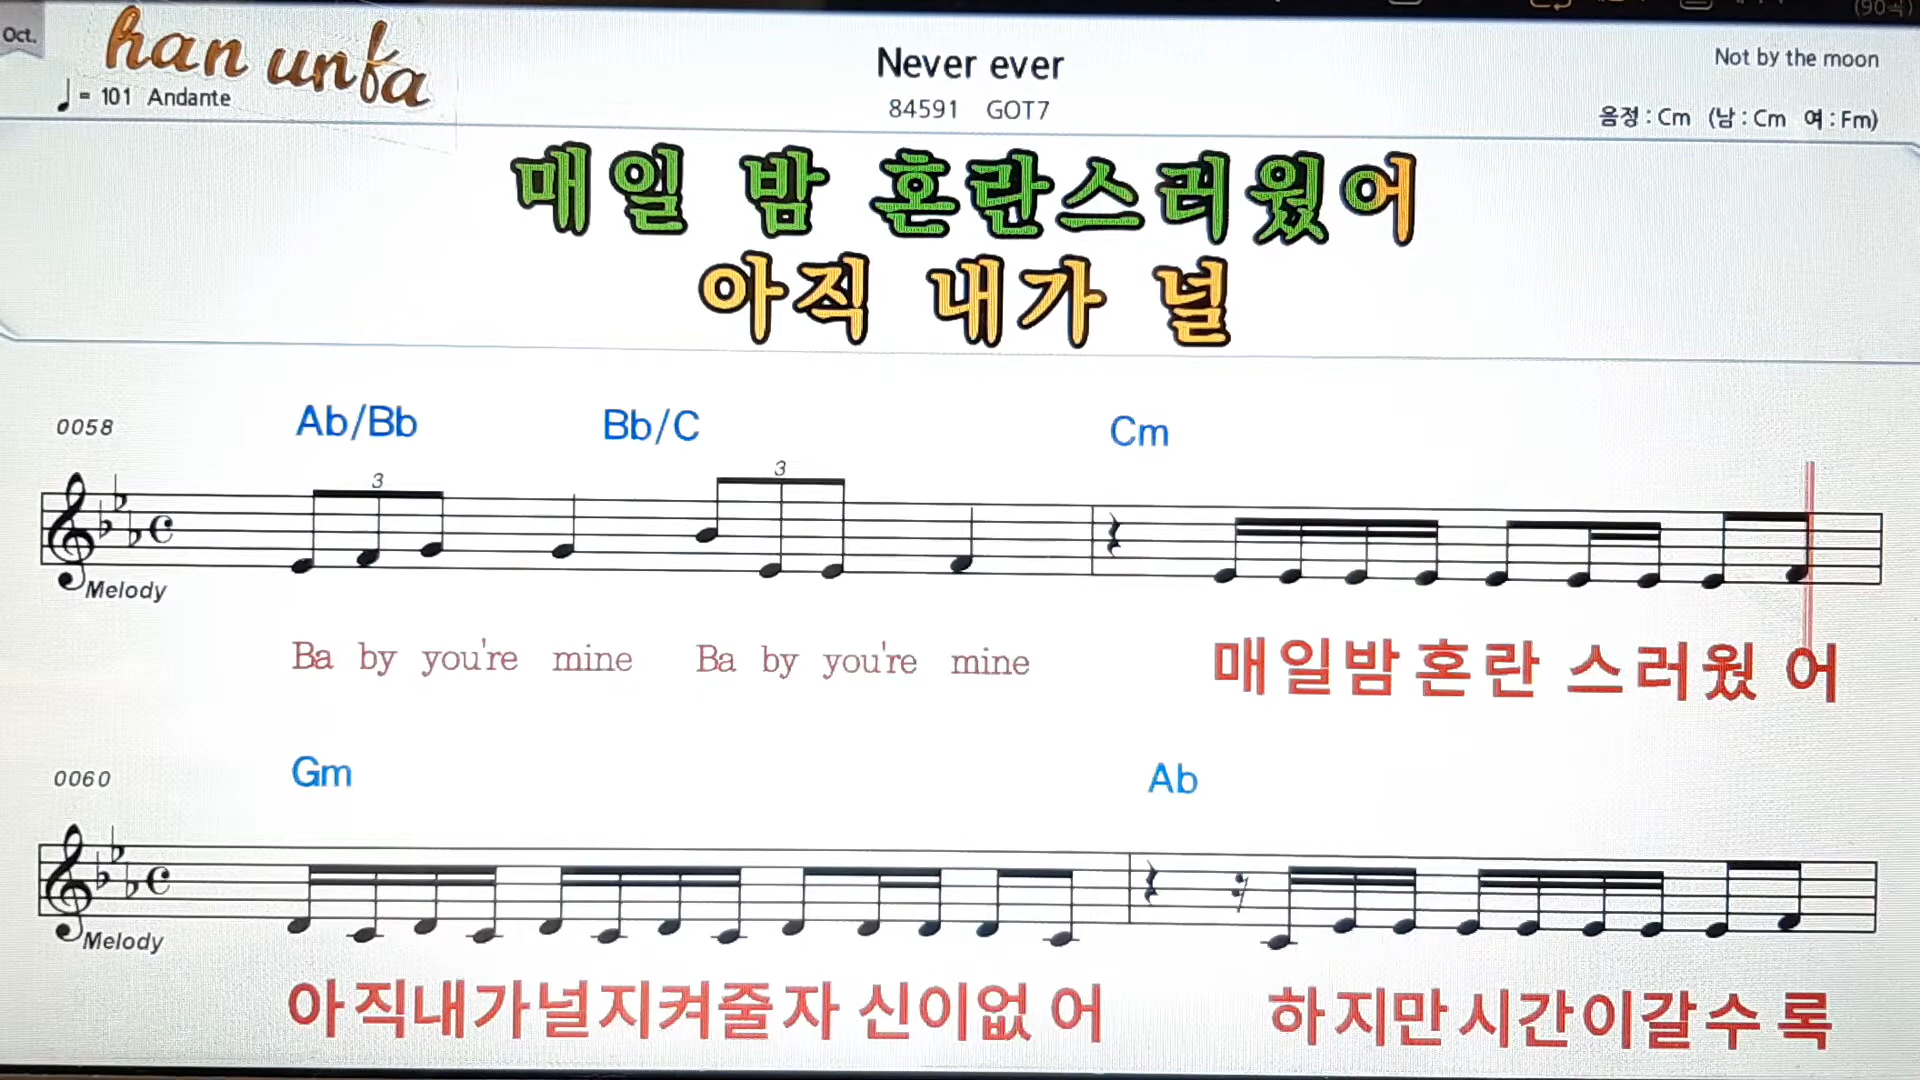 Oct.
han unfa
Never ever
Not by the moon
= 101 Andante
84591 GOT7
음정 : Cm (남 : Cm 여 : Fm)
매일 밤 혼란스러웠어
아직 내가 널
0058
Ab/Bb Bb/C Cm
3 3
Melody
Ba by you're mine Ba by you're mine 매일밤혼란 스러웠 어
0060
Gm Ab
Melody
아직내가널지켜줄자 신이없 어 하지만시간이갈수 록